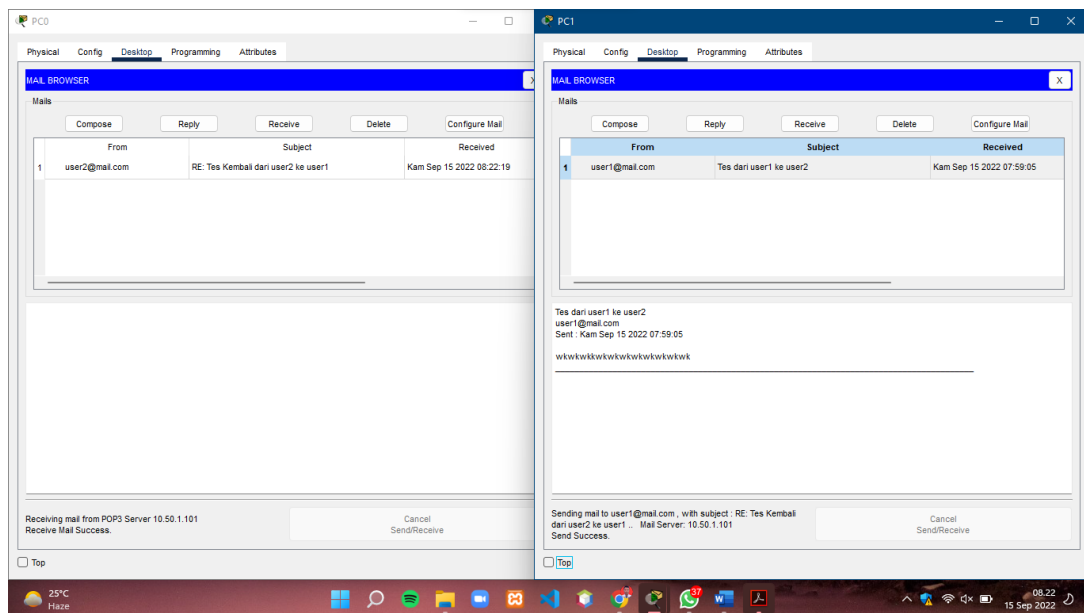 PC0
Physical Config Desktop Programming Attributes
MAIL BROWSER X
Mails
Compose Reply Receive Delete Configure Mail
From Subject Received
1 user2@mail.com RE: Tes Kembali dari user2 ke user1 Kam Sep 15 2022 08:22:19
Receiving mail from POP3 Server 10.50.1.101
Receive Mail Success.
Cancel
Send/Receive
Top
PC1
Physical Config Desktop Programming Attributes
MAIL BROWSER X
Mails
Compose Reply Receive Delete Configure Mail
From Subject Received
1 user1@mail.com Tes dari user1 ke user2 Kam Sep 15 2022 07:59:05
Tes dari user1 ke user2
user1@mail.com
Sent : Kam Sep 15 2022 07:59:05
wkwkwkkwkwkwkwkwkwkwkwk
Sending mail to user1@mail.com , with subject : RE: Tes Kembali
dari user2 ke user1 .. Mail Server: 10.50.1.101
Send Success.
Cancel
Send/Receive
Top
25°C
Haze
37
08.22
15 Sep 2022